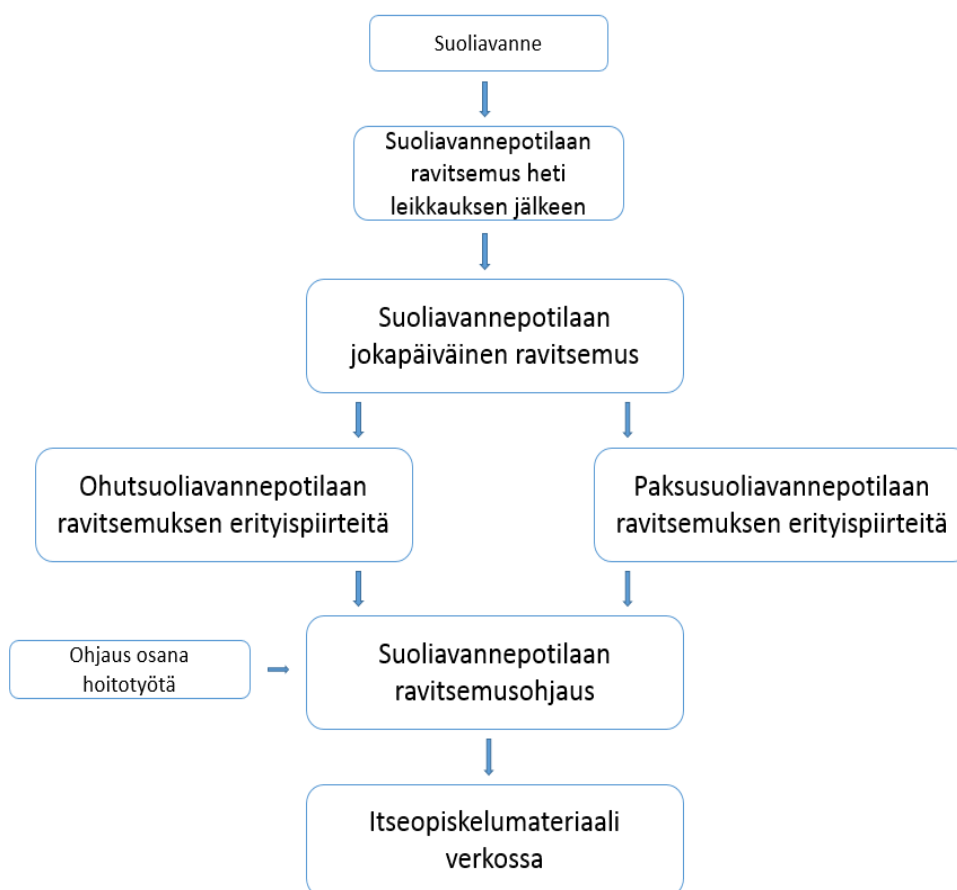 Suoliavanne
Suoliavannepotilaan
ravitsemus heti
leikkauksen jälkeen
Suoliavannepotilaan
jokapäiväinen ravitsemus
Ohutsuoliavannepotilaan
ravitsemuksen erityispiirteitä
Paksusuoliavannepotilaan
ravitsemuksen erityispiirteitä
Ohjaus osana
hoitotyötä
Suoliavannepotilaan
ravitsemusohjaus
Itseopiskelumateriaali
verkossa